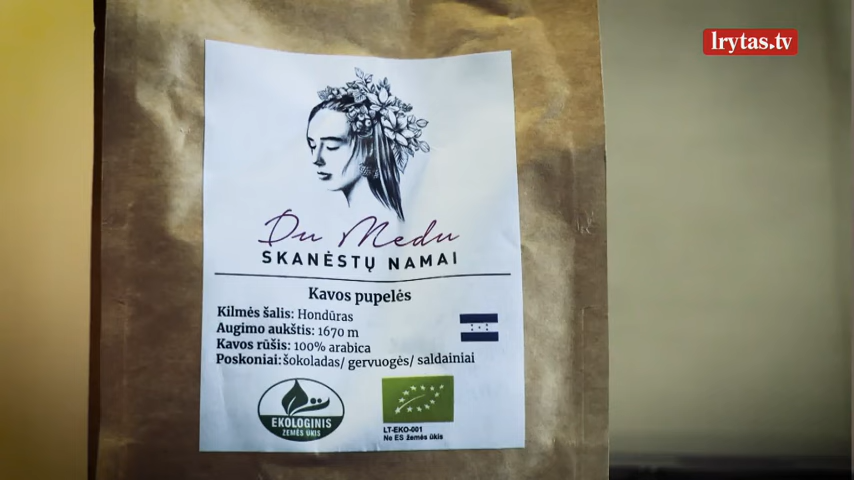 lrytas.tv
Du Medu
SKANĖSTŲ NAMAI
Kavos pupelės
Kilmės šalis: Hondūras
Augimo aukštis: 1670 m
Kavos rūšis: 100% arabica
Poskoniai: šokoladas/ gervuogės/ saldainiai
EKOLOGINIS
ŽEMĖS ŪKIS
LT-EKO-001
Ne ES žemės ūkis